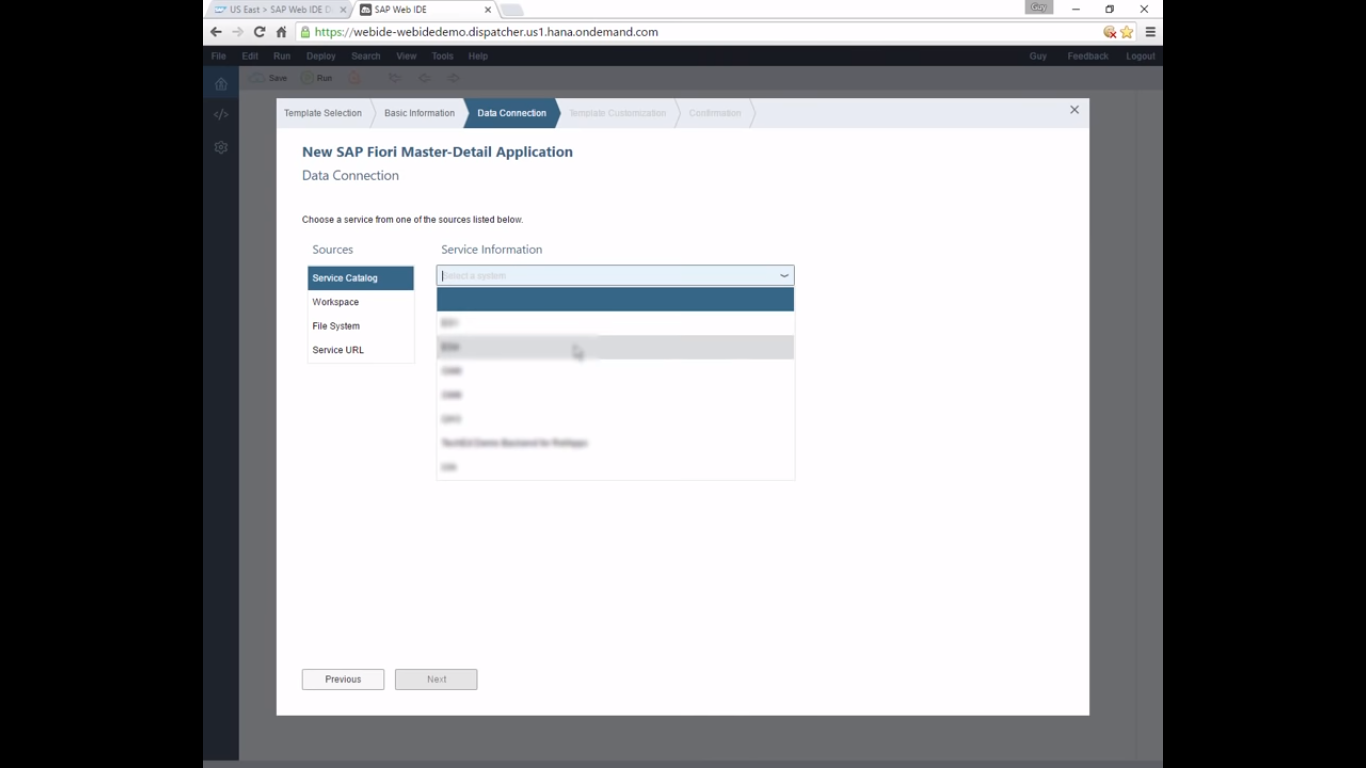 US East > SAP Web IDE D
SAP Web IDE
Guy
https://webide-webidedemo.dispatcher.us1.hana.ondemand.com
File Edit Run Deploy Search View Tools Help Guy Feedback Logout
Save Run
Template Selection Basic Information Data Connection Template Customization Confirmation
New SAP Fiori Master-Detail Application
Data Connection
Choose a service from one of the sources listed below.
Sources Service Information
Service Catalog Select a system
Workspace
File System
Service URL
Previous Next